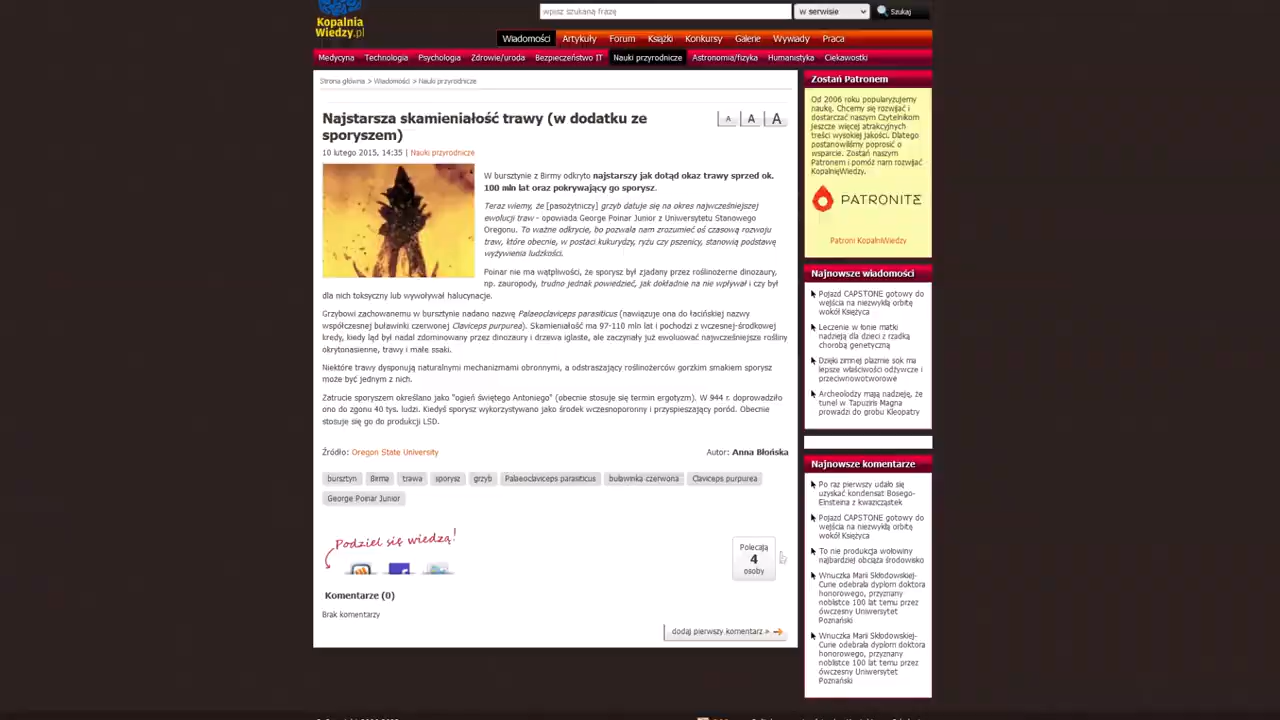 Kopalnia
Wiedzy.pl
wpisz szukaną frazę
w serwisie
Szukaj
Wiadomości Artykuły Forum Książki Konkursy Galerie Wywiady Praca
Medycyna Technologia Psychologia Zdrowie/uroda Bezpieczeństwo IT Nauki przyrodnicze Astronomia/fizyka Humanistyka Ciekawostki
Strona główna > Wiadomości > Nauki przyrodnicze
Najstarsza skamieniałość trawy (w dodatku ze
sporyszem)
A A A
10 lutego 2015, 14:35 | Nauki przyrodnicze
W bursztynie z Birmy odkryto najstarszy jak dotąd okaz trawy sprzed ok.
100 mln lat oraz pokrywający go sporysz.
Teraz wiemy, że [pasożytniczy] grzyb datuje się na okres najwcześniejszej
ewolucji traw - opowiada George Poinar Junior z Uniwersytetu Stanowego
Oregonu. To ważne odkrycie, bo pozwala nam zrozumieć oś czasową rozwoju
traw, które obecnie, w postaci kukurydzy, ryżu czy pszenicy, stanowią podstawę
wyżywienia ludzkości.
Poinar nie ma wątpliwości, że sporysz był zjadany przez roślinożerne dinozaury,
np. zauropody, trudno jednak powiedzieć, jak dokładnie na nie wpływał i czy był
dla nich toksyczny lub wywoływał halucynacje.
Grzybowi zachowanemu w bursztynie nadano nazwę Palaeoclaviceps parasiticus (nawiązuje ona do łacińskiej nazwy
współczesnej buławinki czerwonej Claviceps purpurea). Skamieniałość ma 97-110 mln lat i pochodzi z wczesnej-środkowej
kredy, kiedy ląd był nadal zdominowany przez dinozaury i drzewa iglaste, ale zaczynały już ewoluować najwcześniejsze rośliny
okrytonasienne, trawy i małe ssaki.
Niektóre trawy dysponują naturalnymi mechanizmami obronnymi, a odstraszający roślinożerców gorzkim smakiem sporysz
może być jednym z nich.
Zatrucie sporyszem określano jako "ogień świętego Antoniego" (obecnie stosuje się termin ergotyzm). W 944 r. doprowadziło
ono do zgonu 40 tys. ludzi. Kiedyś sporysz wykorzystywano jako środek wczesnoporonny i przyspieszający poród. Obecnie
stosuje się go do produkcji LSD.
Źródło: Oregon State University
Autor: Anna Błońska
bursztyn Birma trawa sporysz grzyb Palaeoclaviceps parasiticus buławinka czerwona Claviceps purpurea
George Poinar Junior
Podziel się wiedzą!
Polecają
4
osoby
Komentarze (0)
Brak komentarzy
dodaj pierwszy komentarz »
Zostań Patronem
Od 2006 roku popularyzujemy
naukę. Chcemy się rozwijać i
dostarczać naszym Czytelnikom
jeszcze więcej atrakcyjnych
treści wysokiej jakości. Dlatego
postanowiliśmy poprosić o
wsparcie. Zostań naszym
Patronem i pomóż nam rozwijać
KopalnięWiedzy.
PATRONITE
Patroni KopalniWiedzy
Najnowsze wiadomości
Pojazd CAPSTONE gotowy do
wejścia na niezwykłą orbitę
wokół Księżyca
Leczenie w łonie matki
nadzieją dla dzieci z rzadką
chorobą genetyczną
Dzięki zimnej plazmie sok ma
lepsze właściwości odżywcze i
przeciwnowotworowe
Archeolodzy mają nadzieję, że
tunel w Tapuziris Magna
prowadzi do grobu Kleopatry
Najnowsze komentarze
Po raz pierwszy udało się
uzyskać kondensat Bosego-
Einsteina z kwazicząstek
Pojazd CAPSTONE gotowy do
wejścia na niezwykłą orbitę
wokół Księżyca
To nie produkcja wołowiny
najbardziej obciąża środowisko
Wnuczka Marii Skłodowskiej-
Curie odebrała dyplom doktora
honorowego, przyznany
noblistce 100 lat temu przez
ówczesny Uniwersytet
Poznański
Wnuczka Marii Skłodowskiej-
Curie odebrała dyplom doktora
honorowego, przyznany
noblistce 100 lat temu przez
ówczesny Uniwersytet
Poznański